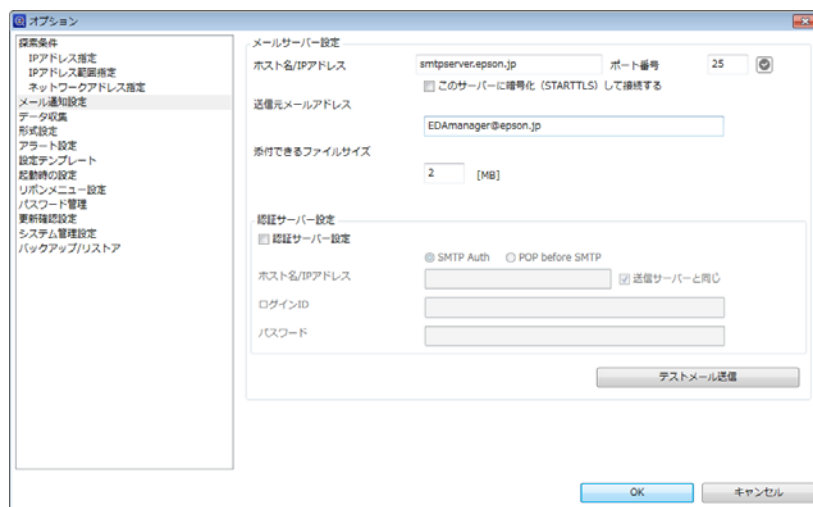 オプション
探索条件
IPアドレス指定
IPアドレス範囲指定
ネットワークアドレス指定
メール通知設定
データ収集
形式設定
アラート設定
設定テンプレート
起動時の設定
リボンメニュー設定
パスワード管理
更新確認設定
システム管理設定
バックアップ/リストア
メールサーバー設定
ホスト名/IPアドレス smtpserver.epson.jp ポート番号 25
このサーバーに暗号化（STARTTLS）して接続する
送信元メールアドレス
EDAmanager@epson.jp
添付できるファイルサイズ
2 [MB]
認証サーバー設定
認証サーバー設定
SMTP Auth POP before SMTP
ホスト名/IPアドレス 送信サーバーと同じ
ログインID
パスワード
テストメール送信
OK キャンセル